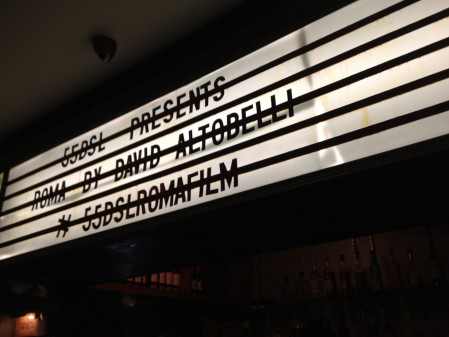 55DSL PRESENTS
ROMA BY DAVID ALTOBELLI
# 55DSLROMAFILM